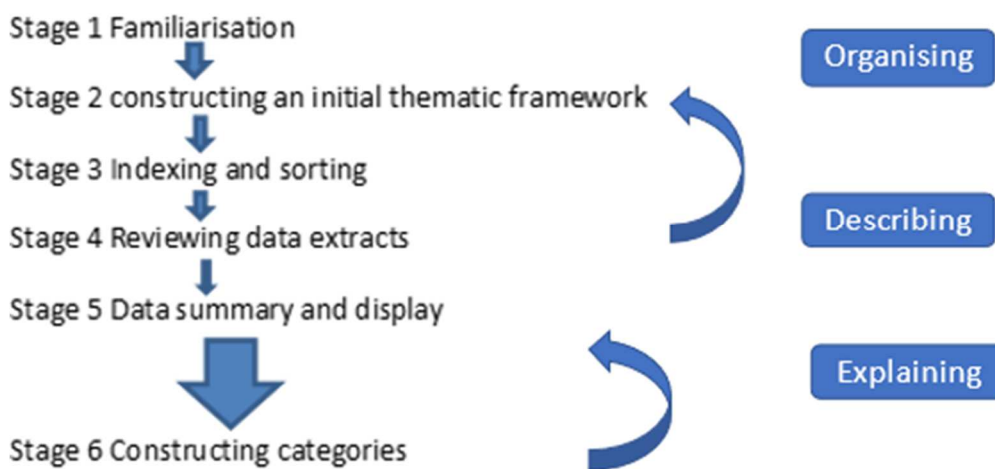 Stage 1 Familiarisation
Organising
Stage 2 constructing an initial thematic framework
Stage 3 Indexing and sorting
Describing
Stage 4 Reviewing data extracts
Stage 5 Data summary and display
Explaining
Stage 6 Constructing categories